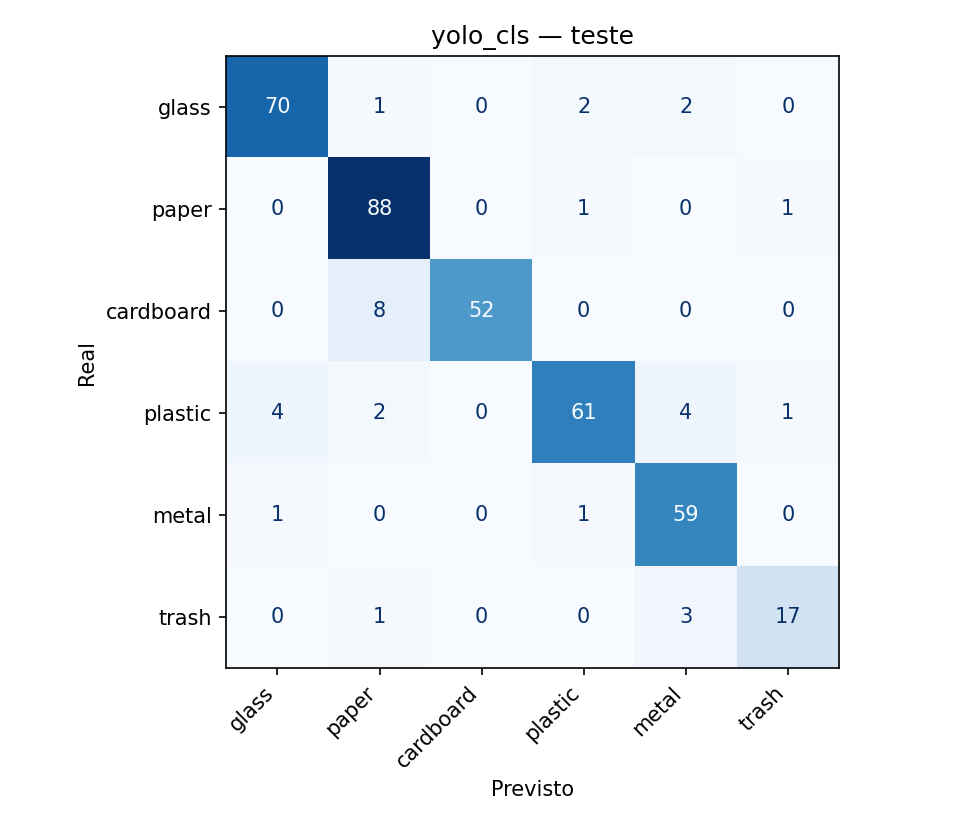 yolo_cls — teste
glass 70 1 0 2 2 0
paper 0 88 0 1 0 1
cardboard 0 8 52 0 0 0
Real
plastic 4 2 0 61 4 1
metal 1 0 0 1 59 0
trash 0 1 0 0 3 17
glass paper cardboard plastic metal trash
Previsto